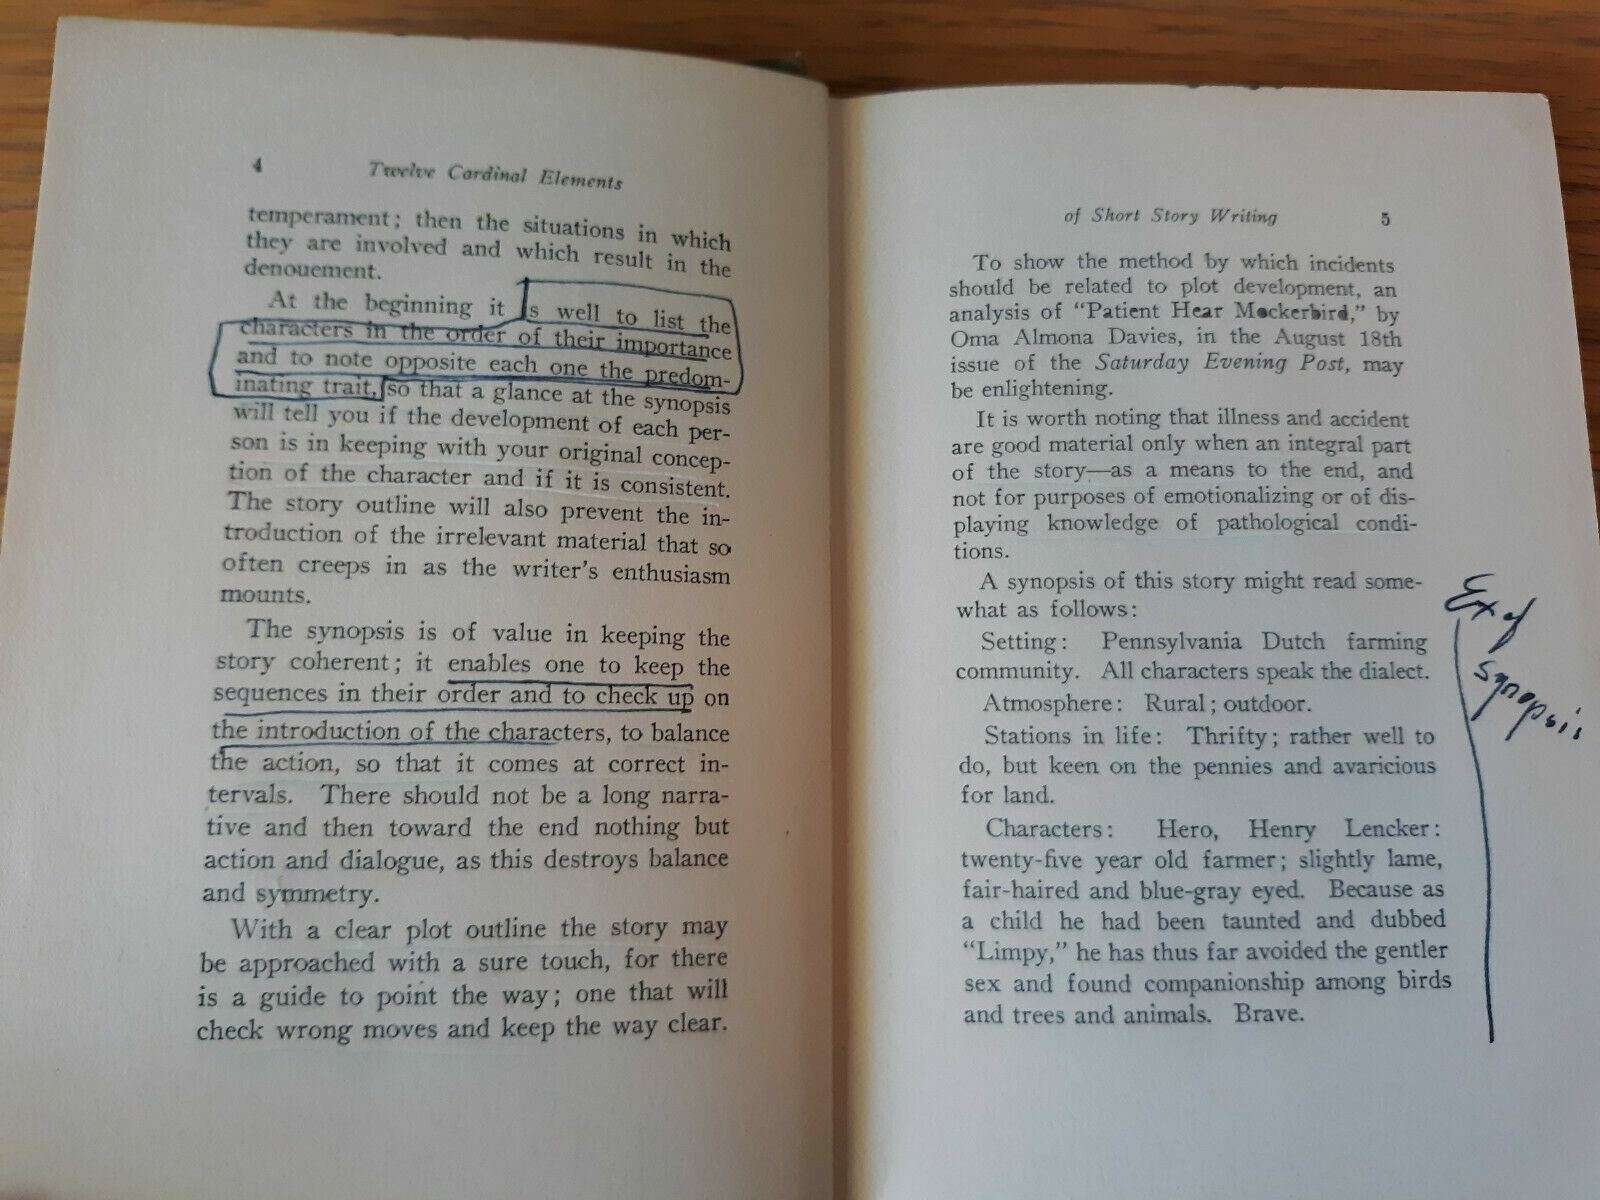 4 Twelve Cardinal Elements
temperament; then the situations in which
they are involved and which result in the
denouement.
At the beginning it is well to list the
characters in the order of their importance
and to note opposite each one the predom-
inating trait, so that a glance at the synopsis
will tell you if the development of each per-
son is in keeping with your original concep-
tion of the character and if it is consistent.
The story outline will also prevent the in-
troduction of the irrelevant material that so
often creeps in as the writer's enthusiasm
mounts.
The synopsis is of value in keeping the
story coherent; it enables one to keep the
sequences in their order and to check up on
the introduction of the characters, to balance
the action, so that it comes at correct in-
tervals. There should not be a long narra-
tive and then toward the end nothing but
action and dialogue, as this destroys balance
and symmetry.
With a clear plot outline the story may
be approached with a sure touch, for there
is a guide to point the way; one that will
check wrong moves and keep the way clear.
of Short Story Writing 5
To show the method by which incidents
should be related to plot development, an
analysis of "Patient Hear Mockerbird," by
Oma Almona Davies, in the August 18th
issue of the Saturday Evening Post, may
be enlightening.
It is worth noting that illness and accident
are good material only when an integral part
of the story—as a means to the end, and
not for purposes of emotionalizing or of dis-
playing knowledge of pathological condi-
tions.
A synopsis of this story might read some-
what as follows:
Setting: Pennsylvania Dutch farming
community. All characters speak the dialect.
Atmosphere: Rural; outdoor.
Stations in life: Thrifty; rather well to
do, but keen on the pennies and avaricious
for land.
Characters: Hero, Henry Lencker:
twenty-five year old farmer; slightly lame,
fair-haired and blue-gray eyed. Because as
a child he had been taunted and dubbed
"Limpy," he has thus far avoided the gentler
sex and found companionship among birds
and trees and animals. Brave.
Ex of
Synopsis